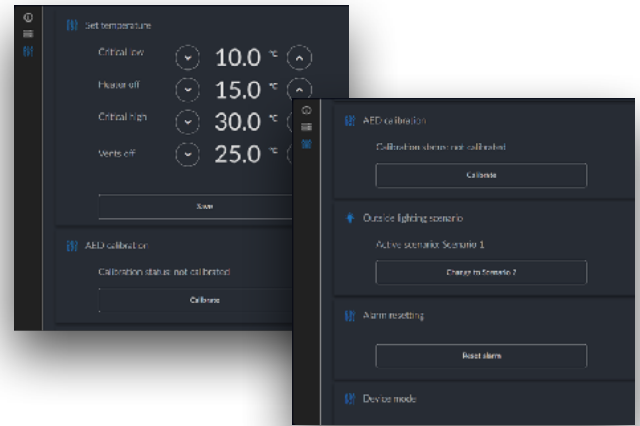 Set temperature
Critical low 10.0 °C
Heater off 15.0 °C
Critical high 30.0 °C
Vents off 25.0 °C
Save
AED calibration
Calibration status: not calibrated
Calibrate
AED calibration
Calibration status: not calibrated
Calibrate
Outside lighting scenario
Active scenario: Scenario 1
Change to Scenario 2
Alarm resetting
Reset alarm
Device mode